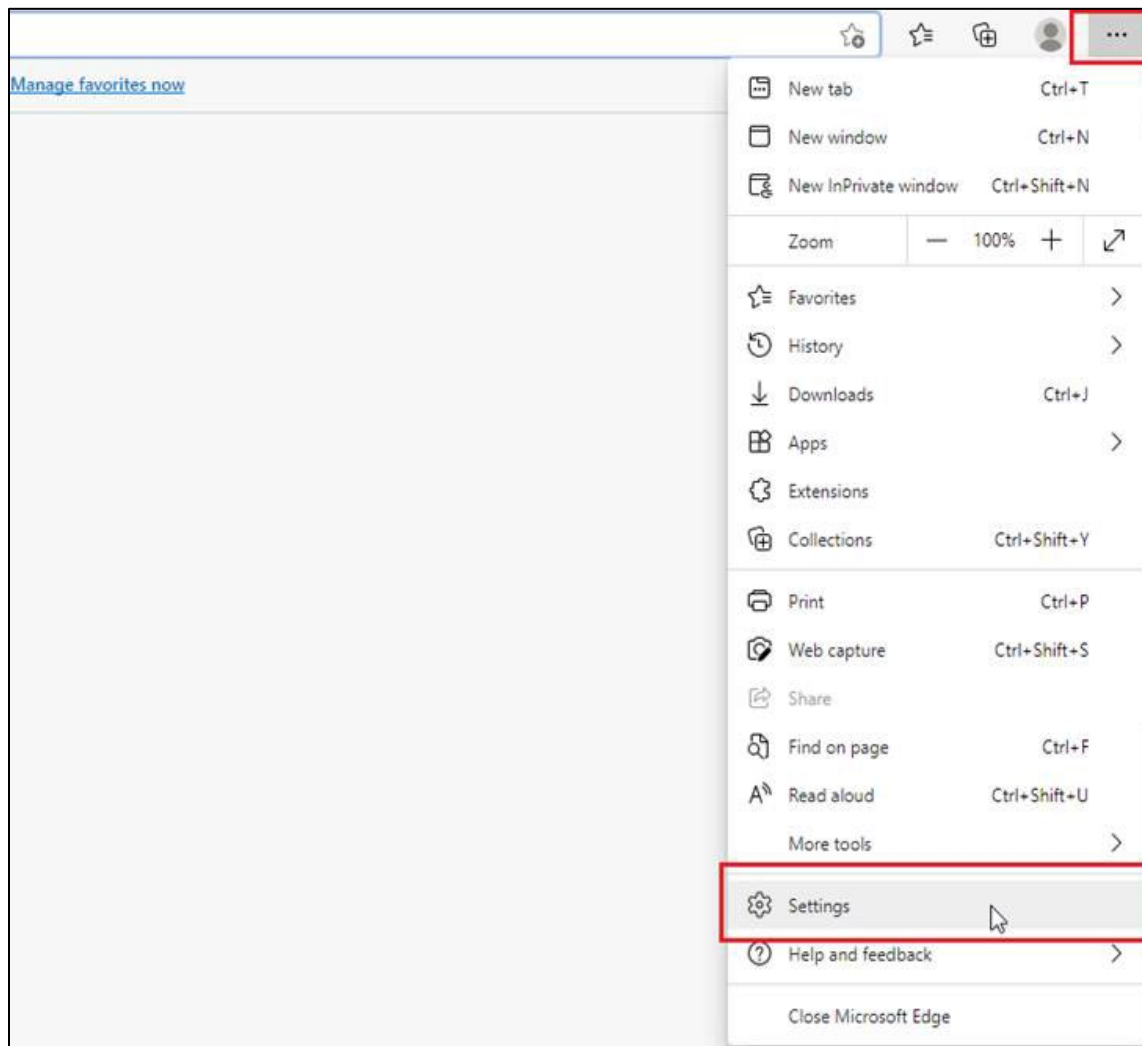 Manage favorites now
New tab Ctrl+T
New window Ctrl+N
New InPrivate window Ctrl+Shift+N
Zoom — 100% +
Favorites
History
Downloads Ctrl+J
Apps
Extensions
Collections Ctrl+Shift+Y
Print Ctrl+P
Web capture Ctrl+Shift+S
Share
Find on page Ctrl+F
Read aloud Ctrl+Shift+U
More tools
Settings
Help and feedback
Close Microsoft Edge